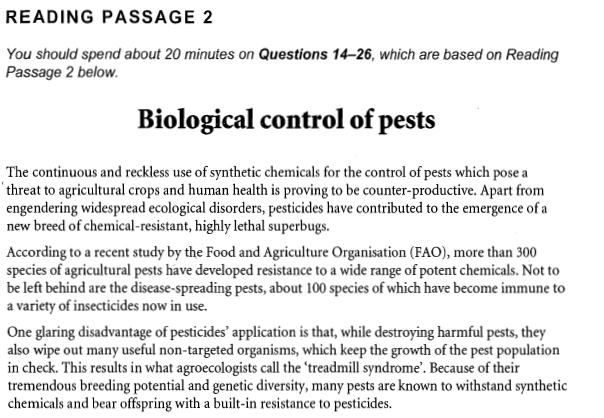 READING PASSAGE 2
You should spend about 20 minutes on Questions 14–26, which are based on Reading
Passage 2 below.
Biological control of pests
The continuous and reckless use of synthetic chemicals for the control of pests which pose a
threat to agricultural crops and human health is proving to be counter-productive. Apart from
engendering widespread ecological disorders, pesticides have contributed to the emergence of a
new breed of chemical-resistant, highly lethal superbugs.
According to a recent study by the Food and Agriculture Organisation (FAO), more than 300
species of agricultural pests have developed resistance to a wide range of potent chemicals. Not to
be left behind are the disease-spreading pests, about 100 species of which have become immune to
a variety of insecticides now in use.
One glaring disadvantage of pesticides’ application is that, while destroying harmful pests, they
also wipe out many useful non-targeted organisms, which keep the growth of the pest population
in check. This results in what agroecologists call the ‘treadmill syndrome’. Because of their
tremendous breeding potential and genetic diversity, many pests are known to withstand synthetic
chemicals and bear offspring with a built-in resistance to pesticides.